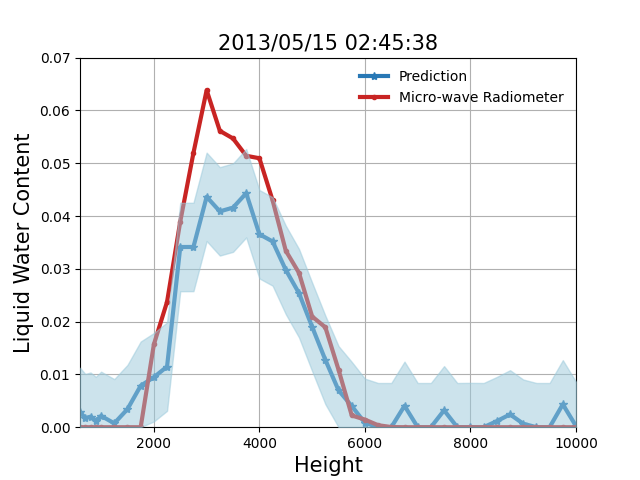 2013/05/15 02:45:38
Prediction
Micro-wave Radiometer
Liquid Water Content
0.07
0.06
0.05
0.04
0.03
0.02
0.01
0.00
2000 4000 6000 8000 10000
Height